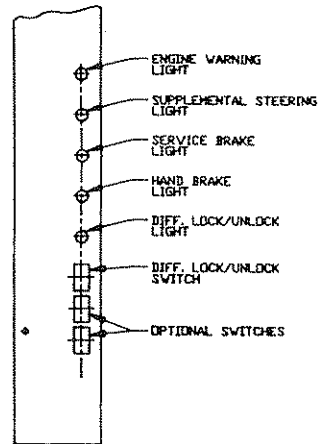 ENGINE WARNING
LIGHT
SUPPLEMENTAL STEERING
LIGHT
SERVICE BRAKE
LIGHT
HAND BRAKE
LIGHT
DIFF. LOCK/UNLOCK
LIGHT
DIFF. LOCK/UNLOCK
SWITCH
OPTIONAL SWITCHES